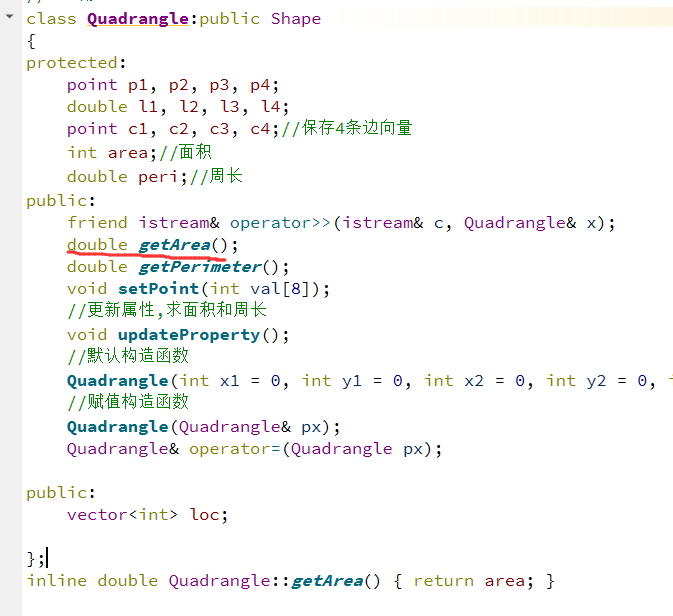 class Quadrangle:public Shape
{
protected:
    point p1, p2, p3, p4;
    double l1, l2, l3, l4;
    point c1, c2, c3, c4;//保存4条边向量
    int area;//面积
    double peri;//周长
public:
    friend istream& operator>>(istream& c, Quadrangle& x);
    double getArea();
    double getPerimeter();
    void setPoint(int val[8]);
    //更新属性,求面积和周长
    void updateProperty();
    //默认构造函数
    Quadrangle(int x1 = 0, int y1 = 0, int x2 = 0, int y2 = 0,
    //赋值构造函数
    Quadrangle(Quadrangle& px);
    Quadrangle& operator=(Quadrangle px);
public:
    vector<int> loc;
};
inline double Quadrangle::getArea() { return area; }